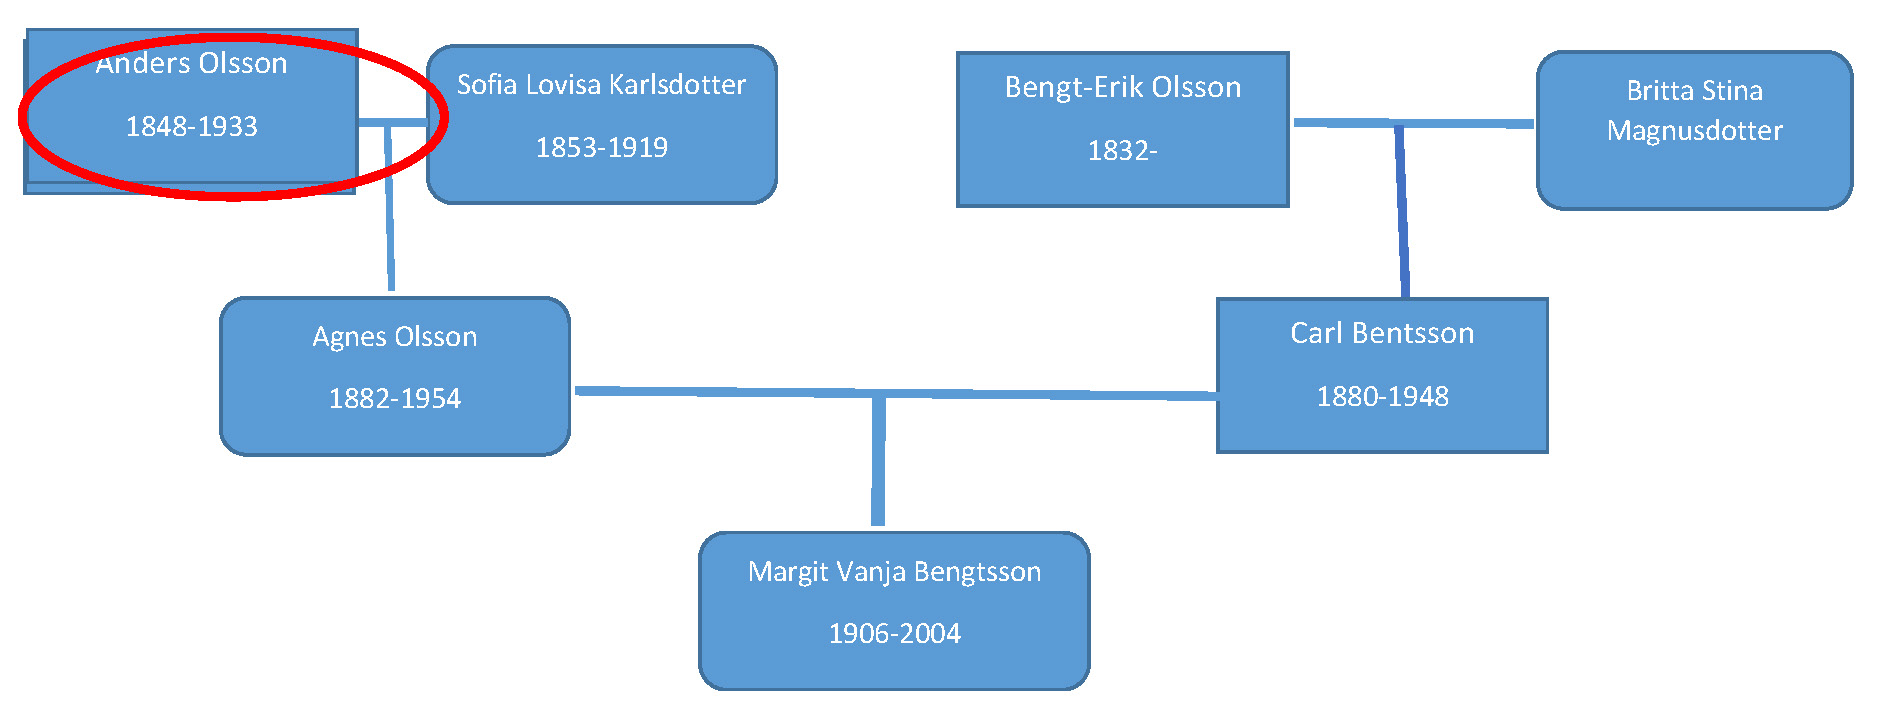 Anders Olsson
1848-1933
Sofia Lovisa Karlsdotter
1853-1919
Bengt-Erik Olsson
1832-
Britta Stina
Magnusdotter
Agnes Olsson
1882-1954
Carl Bentsson
1880-1948
Margit Vanja Bengtsson
1906-2004